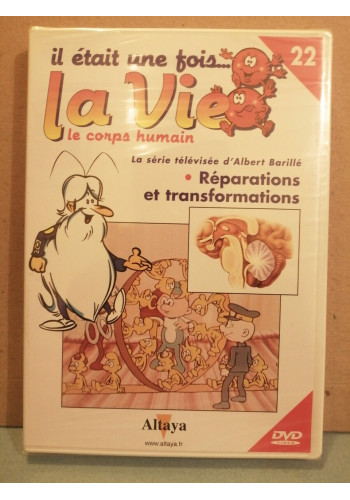 il était une fois...
22
la Vie
le corps humain
La série télévisée d'Albert Barillé
• Réparations
et transformations
Altaya
www.altaya.fr
DVD
VIDEO